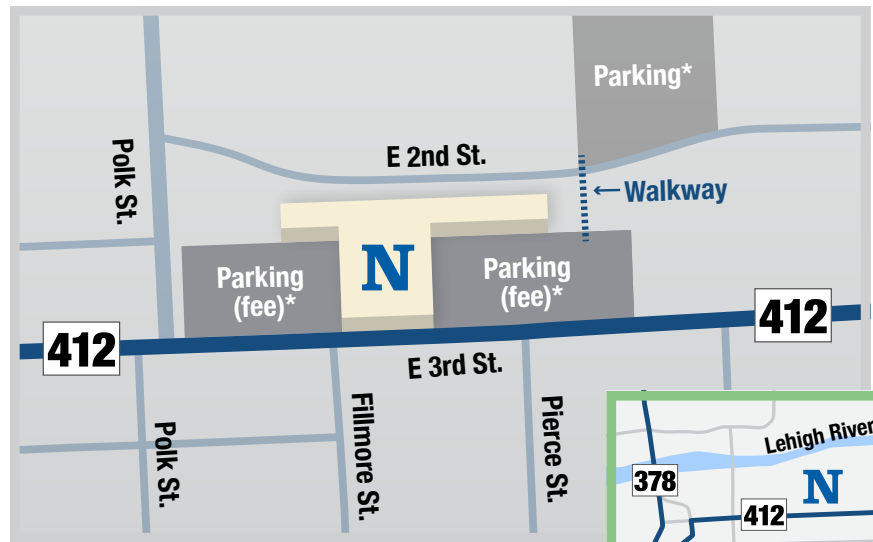 Parking*
E 2nd St.
Polk St.
←Walkway
Parking
(fee)*
N
Parking
(fee)*
412
412
E 3rd St.
Polk St.
Fillmore St.
Pierce St.
Lehigh River
378
N
412